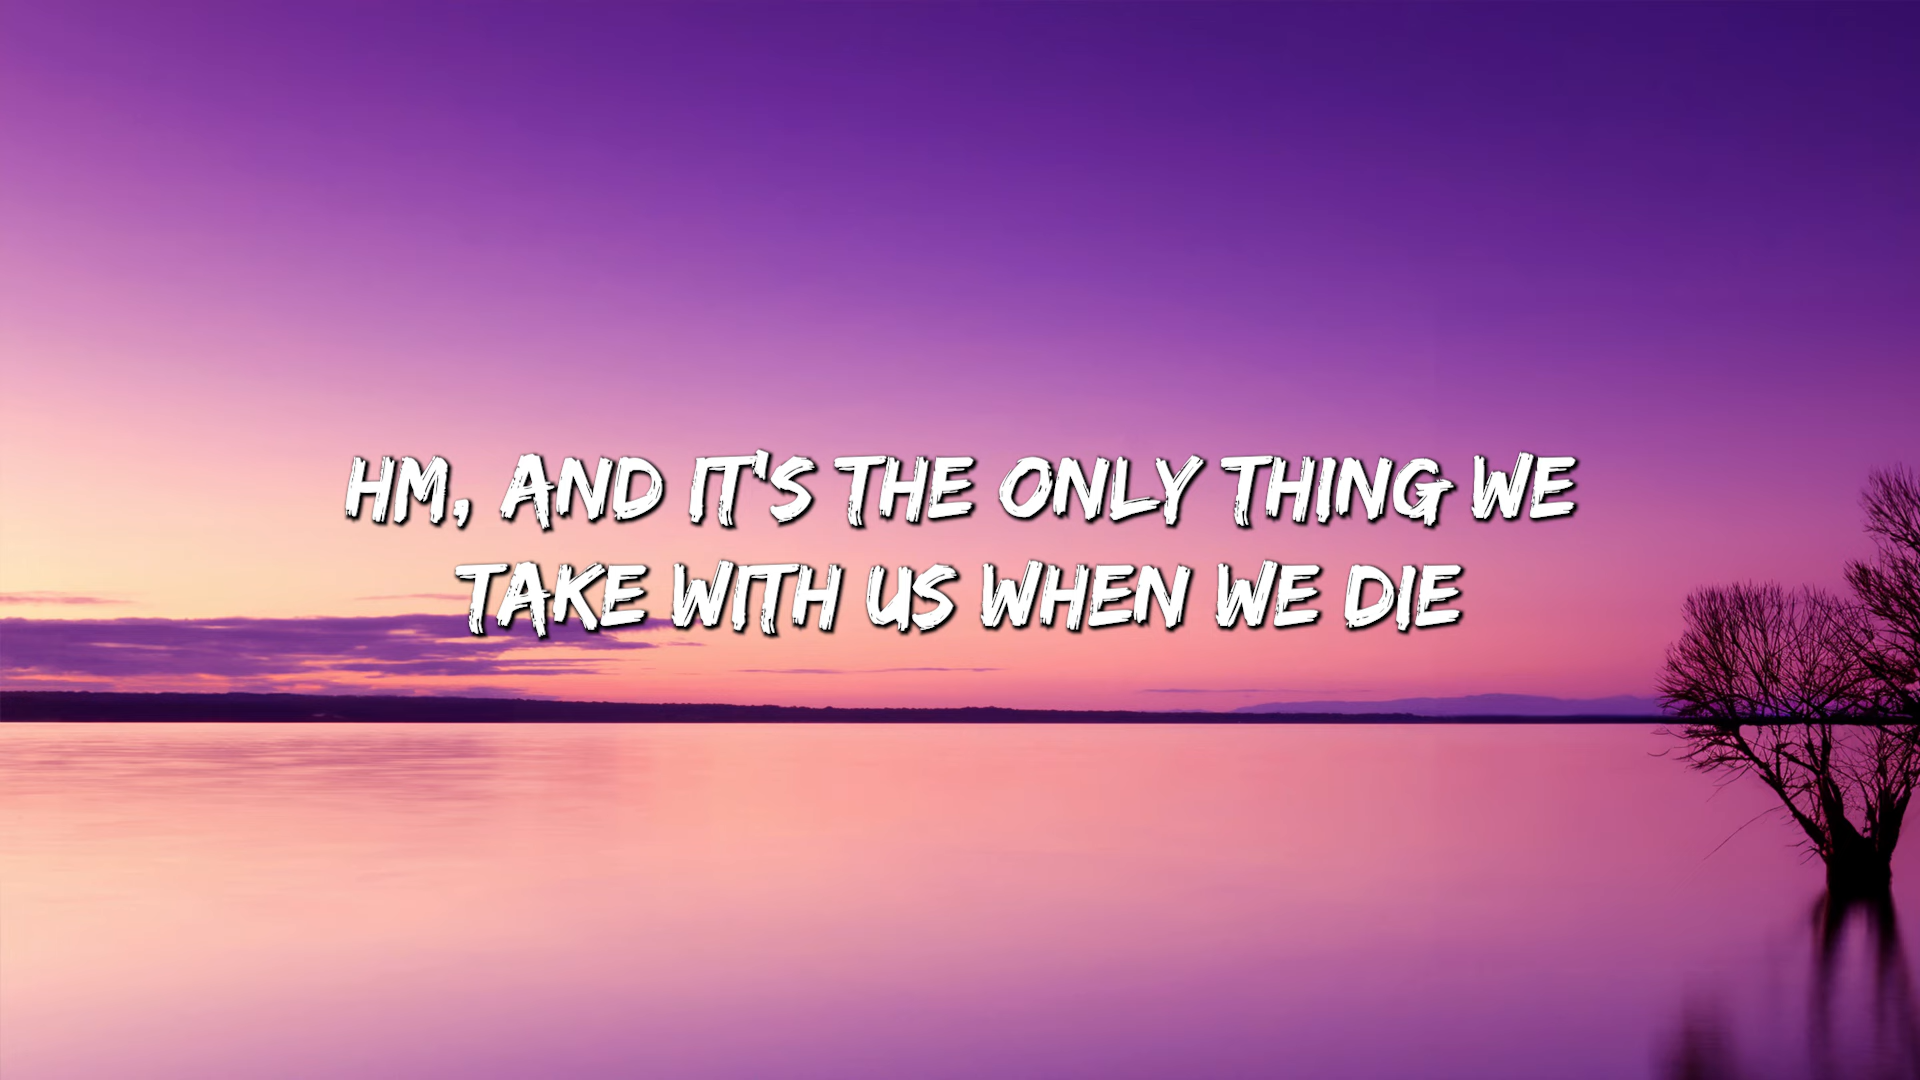 HM, AND IT'S THE ONLY THING WE
TAKE WITH US WHEN WE DIE